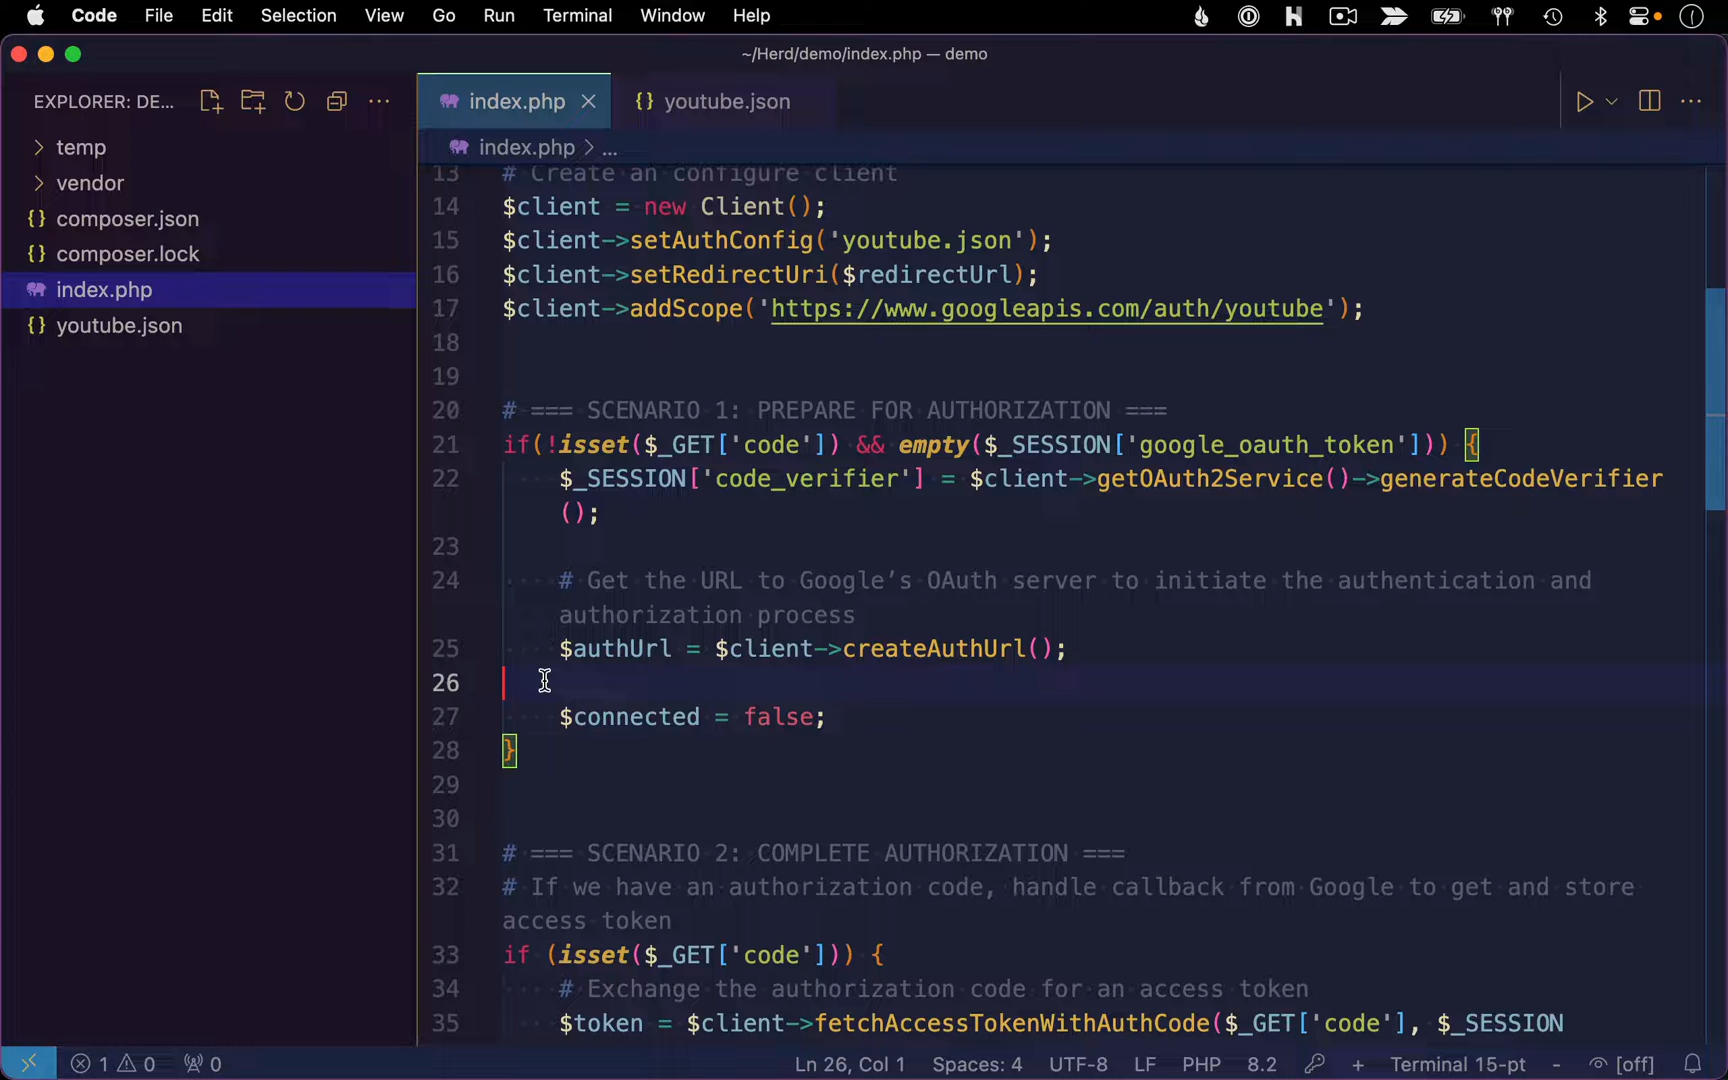 Code File Edit Selection View Go Run Terminal Window Help
~/Herd/demo/index.php — demo
EXPLORER: DE...
index.php
youtube.json
temp
vendor
composer.json
composer.lock
index.php
youtube.json
index.php > ...
13 # Create an configure client
14 $client = new Client();
15 $client->setAuthConfig('youtube.json');
16 $client->setRedirectUri($redirectUrl);
17 $client->addScope('https://www.googleapis.com/auth/youtube');
18
19
20 # === SCENARIO 1: PREPARE FOR AUTHORIZATION ===
21 if(!isset($_GET['code']) && empty($_SESSION['google_oauth_token'])) {
22 $_SESSION['code_verifier'] = $client->getOAuth2Service()->generateCodeVerifier
();
23
24 # Get the URL to Google’s OAuth server to initiate the authentication and
authorization process
25 $authUrl = $client->createAuthUrl();
26
27 $connected = false;
28 }
29
30
31 # === SCENARIO 2: COMPLETE AUTHORIZATION ===
32 # If we have an authorization code, handle callback from Google to get and store
access token
33 if (isset($_GET['code'])) {
34 # Exchange the authorization code for an access token
35 $token = $client->fetchAccessTokenWithAuthCode($_GET['code'], $_SESSION
1 0 0 Ln 26, Col 1 Spaces: 4 UTF-8 LF PHP 8.2 + Terminal 15-pt - [off]